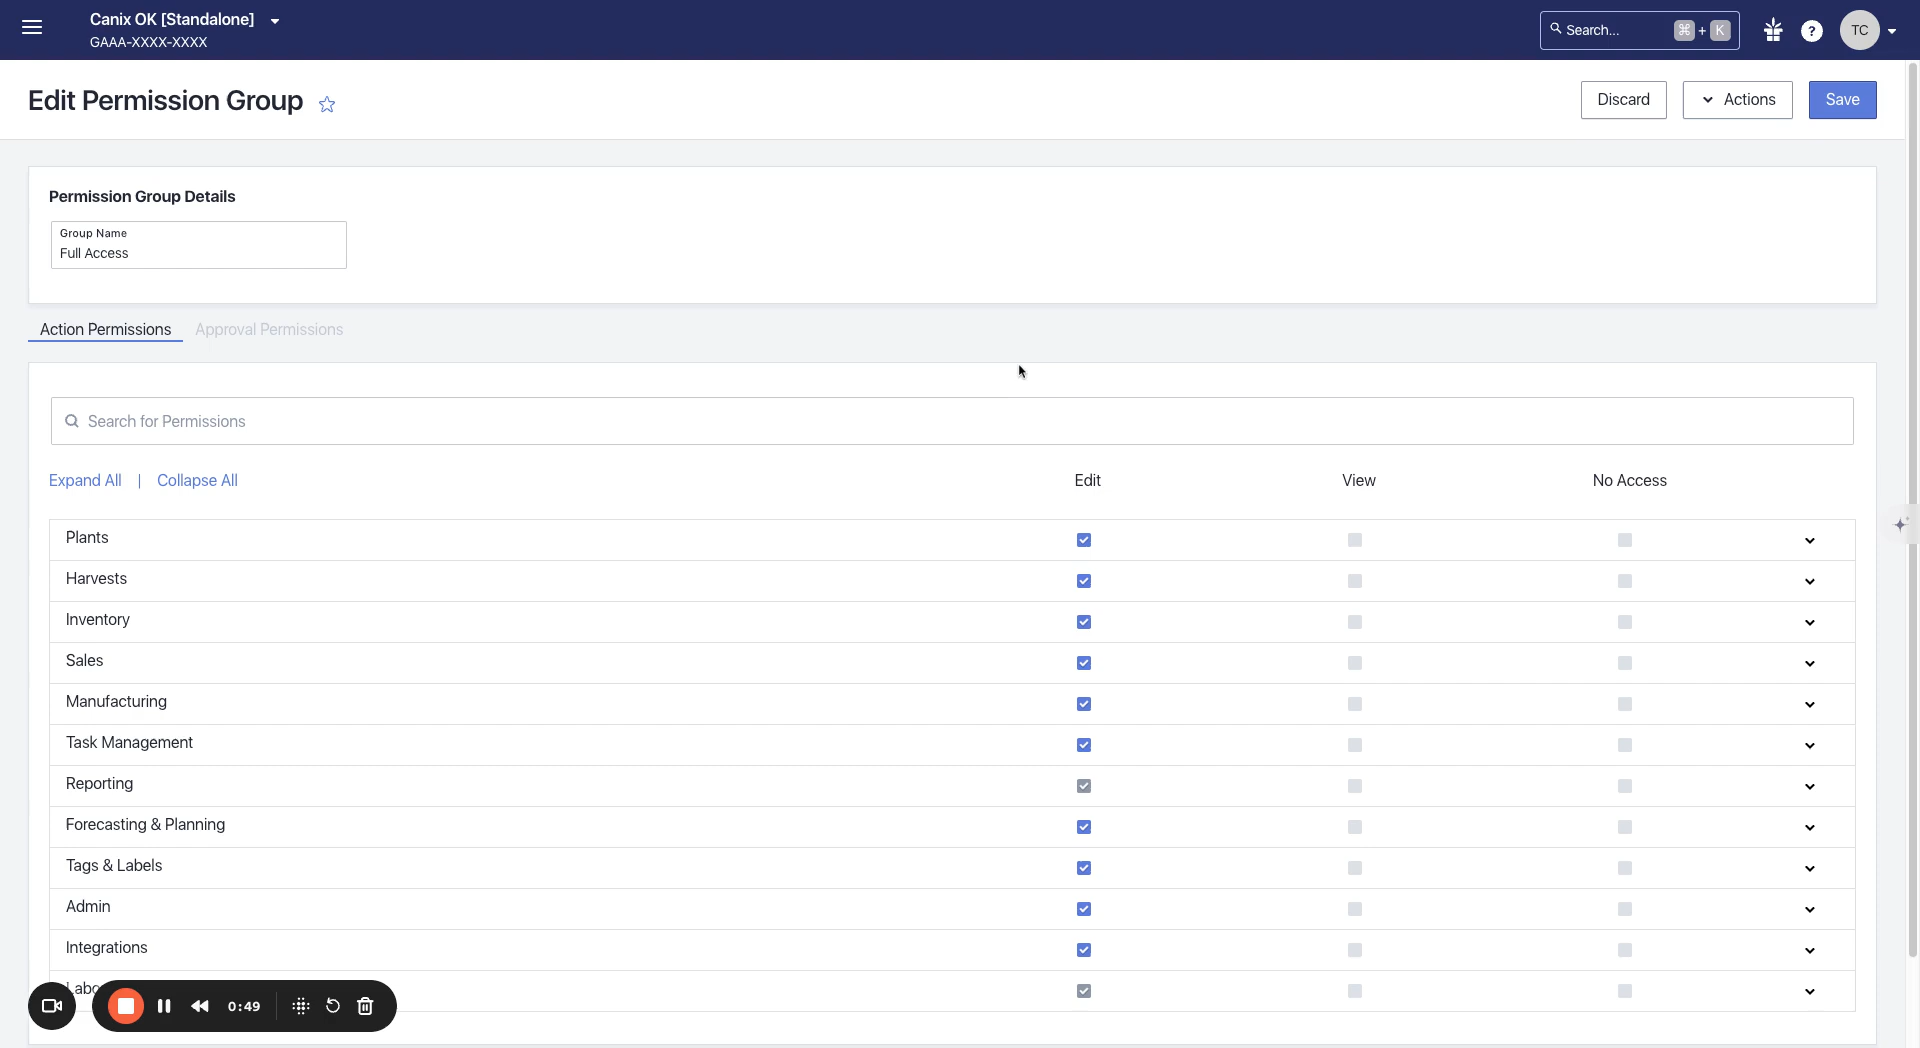 Canix OK [Standalone]
GAAA-XXXX-XXXX
Search... ⌘ + K
?
TC
Edit Permission Group
Discard
Actions
Save
Permission Group Details
Group Name
Full Access
Action Permissions
Approval Permissions
Search for Permissions
Expand All | Collapse All
Edit
View
No Access
Plants
Harvests
Inventory
Sales
Manufacturing
Task Management
Reporting
Forecasting & Planning
Tags & Labels
Admin
Integrations
0:49